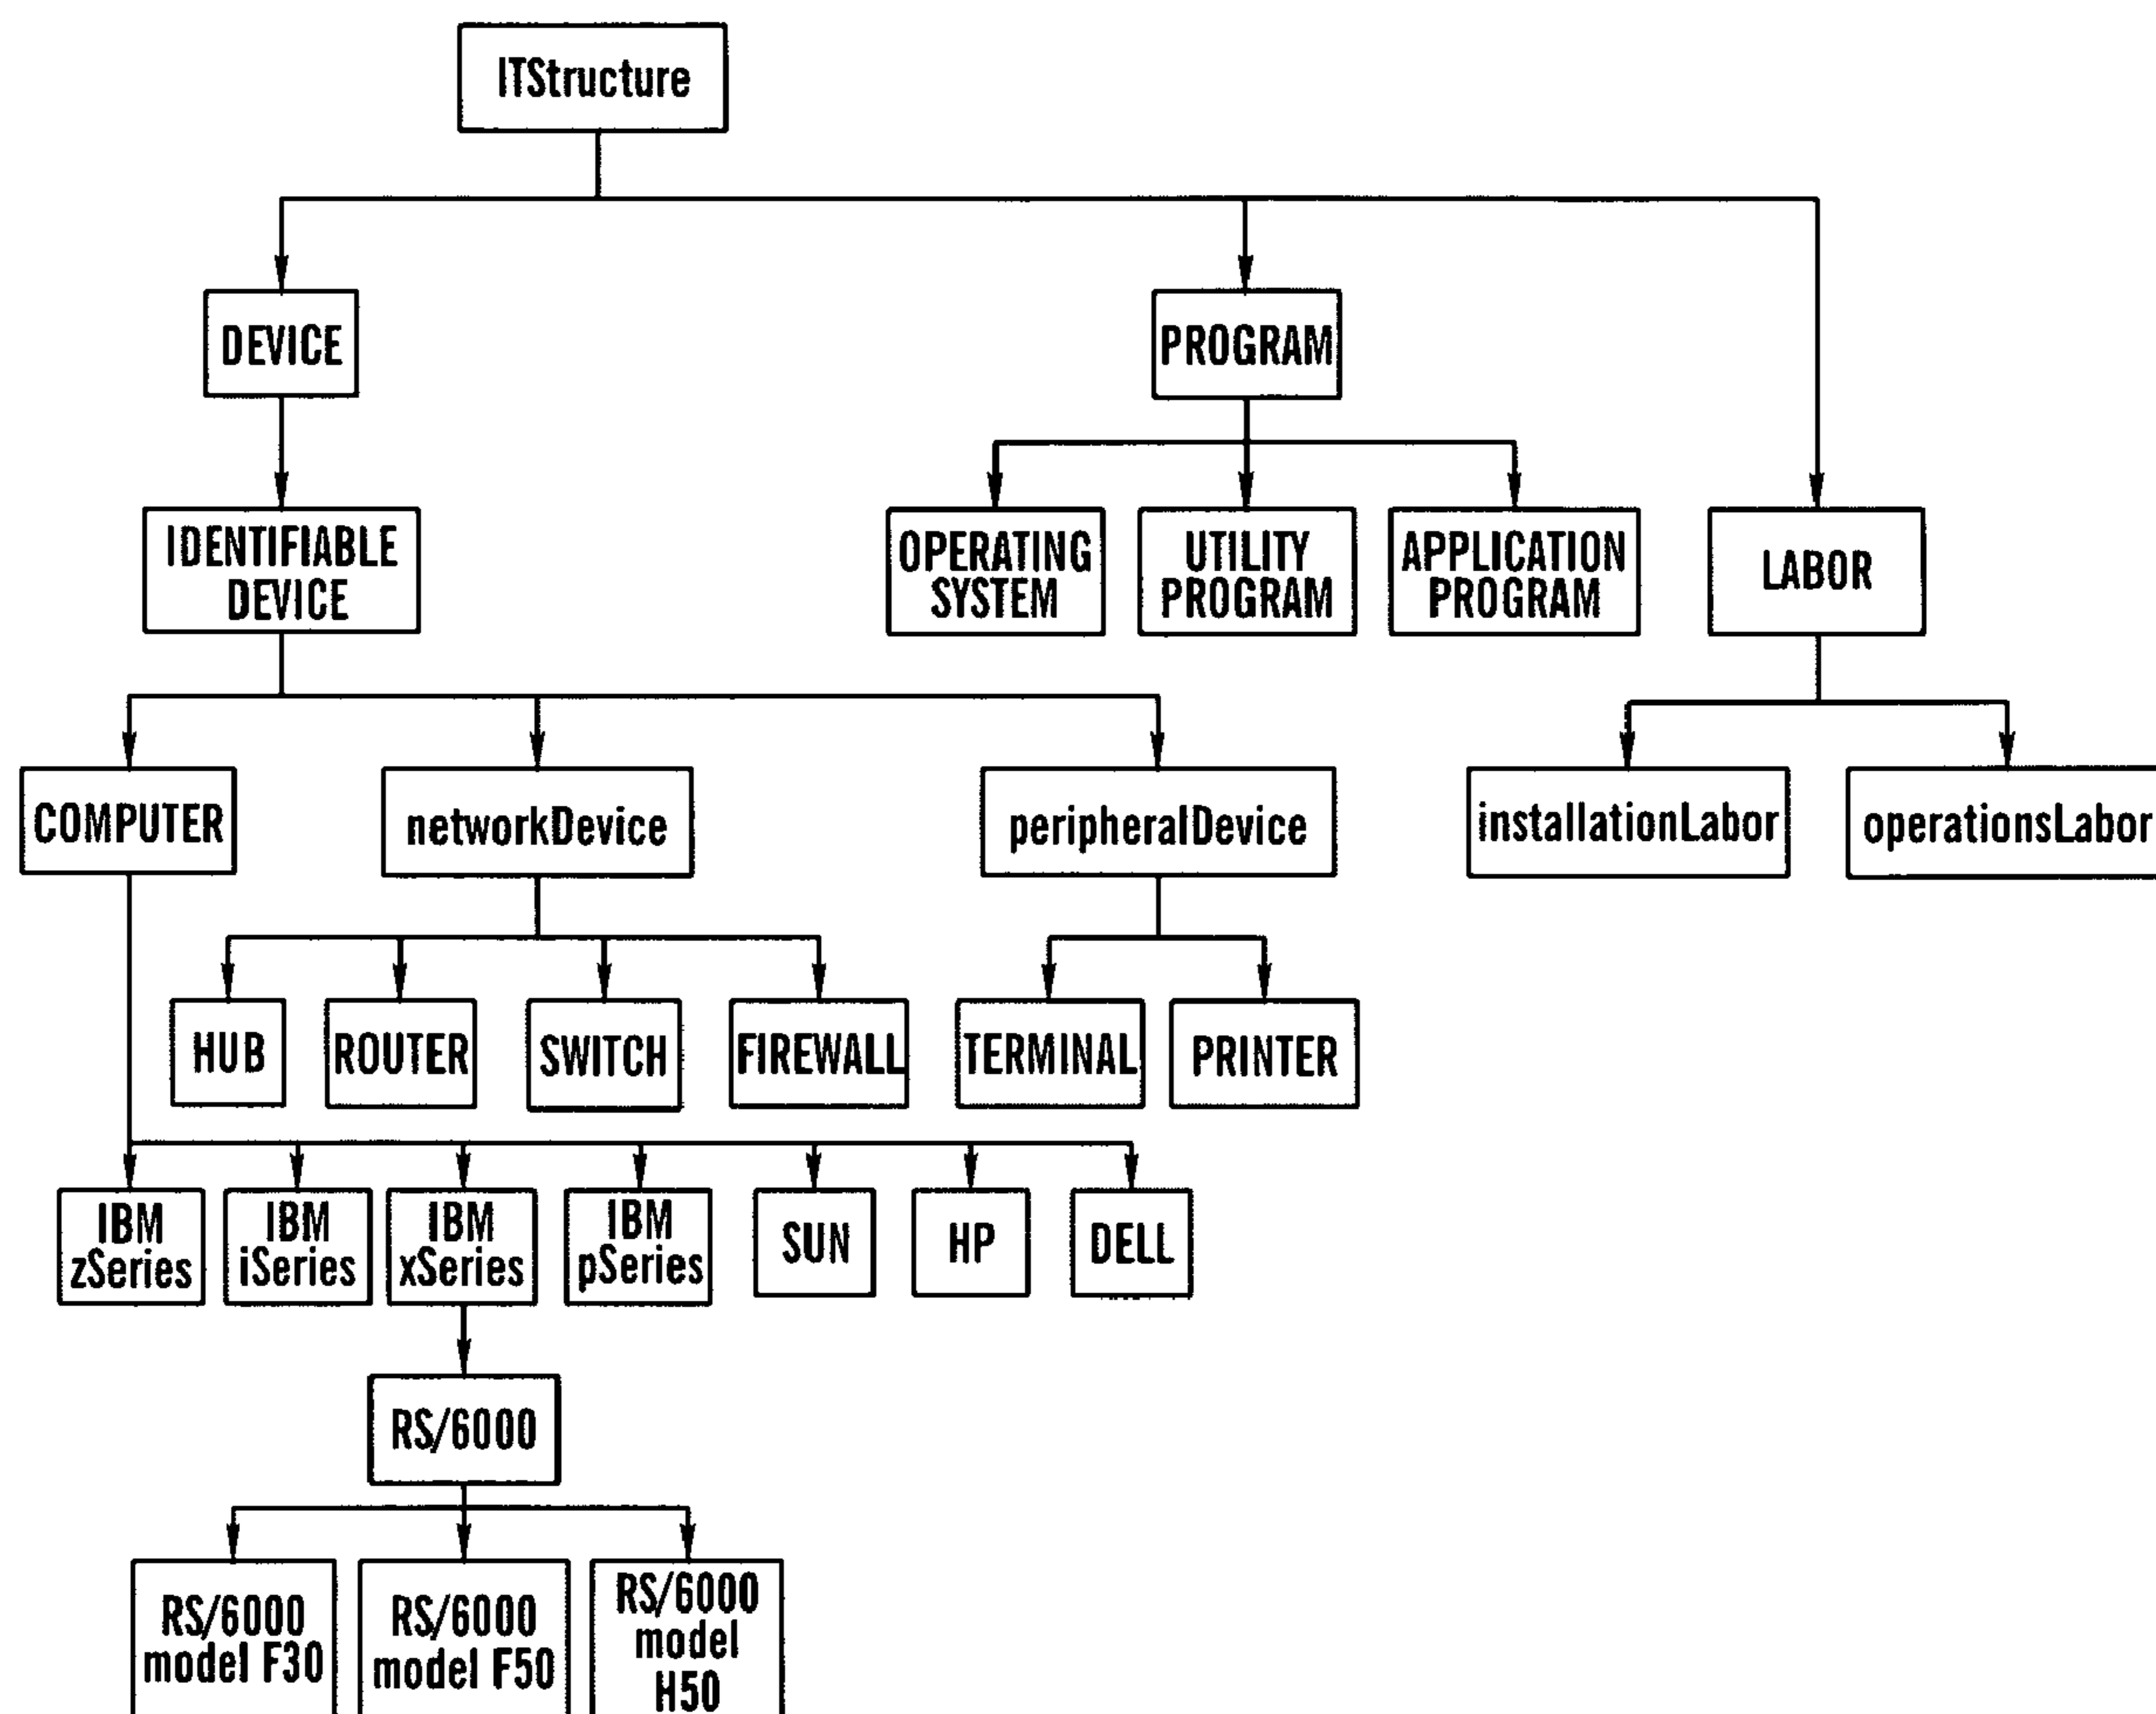 ITStructure
DEVICE
PROGRAM
IDENTIFIABLE
DEVICE
OPERATING
SYSTEM
UTILITY
PROGRAM
APPLICATION
PROGRAM
LABOR
COMPUTER
networkDevice
peripheralDevice
installationLabor
operationsLabor
HUB
ROUTER
SWITCH
FIREWALL
TERMINAL
PRINTER
IBM
zSeries
IBM
iSeries
IBM
xSeries
IBM
pSeries
SUN
HP
DELL
RS/6000
RS/6000
model F30
RS/6000
model F50
RS/6000
model
H50